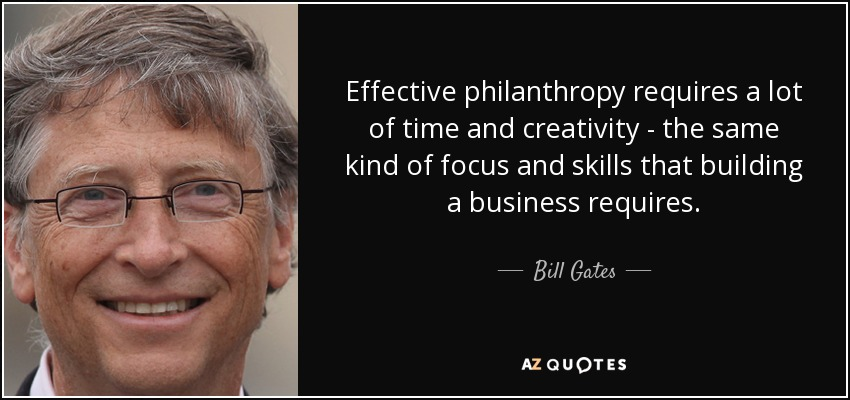 Effective philanthropy requires a lot
of time and creativity - the same
kind of focus and skills that building
a business requires.
Bill Gates
AZ QUOTES